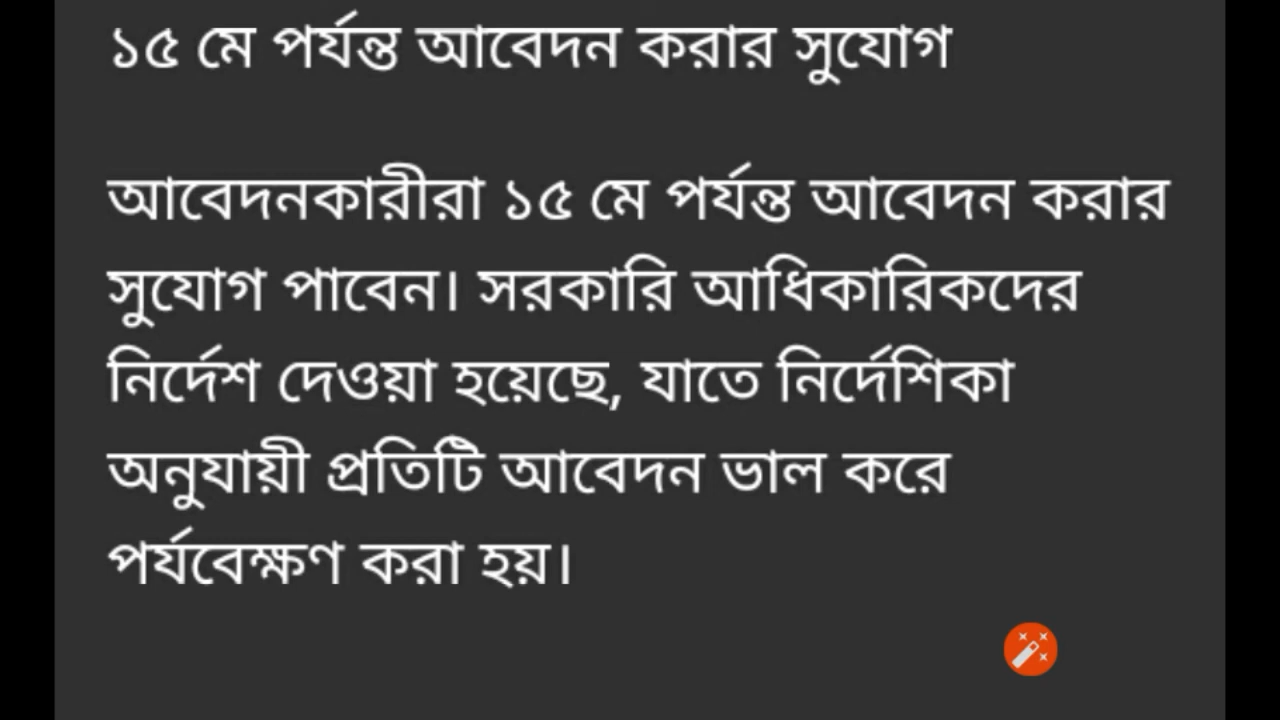 ১৫ মে পর্যন্ত আবেদন করার সুযোগ
আবেদনকারীরা ১৫ মে পর্যন্ত আবেদন করার
সুযোগ পাবেন। সরকারি আধিকারিকদের
নির্দেশ দেওয়া হয়েছে, যাতে নির্দেশিকা
অনুযায়ী প্রতিটি আবেদন ভাল করে
পর্যবেক্ষণ করা হয়।